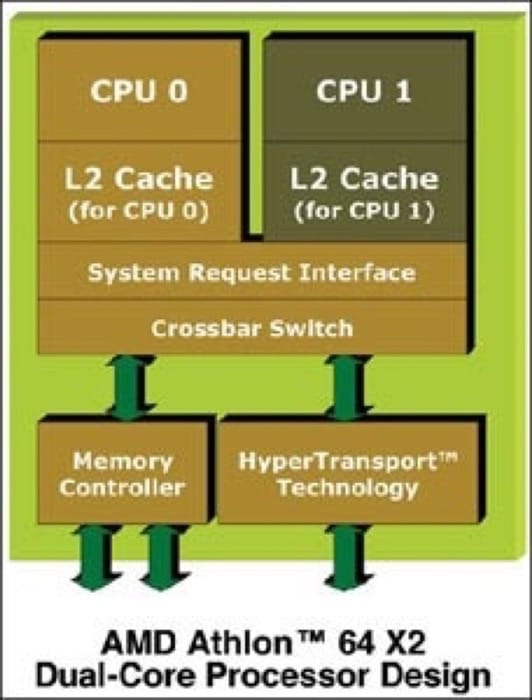 CPU 0
CPU 1
L2 Cache
(for CPU 0)
L2 Cache
(for CPU 1)
System Request Interface
Crossbar Switch
Memory
Controller
HyperTransport™
Technology
AMD Athlon™ 64 X2
Dual-Core Processor Design